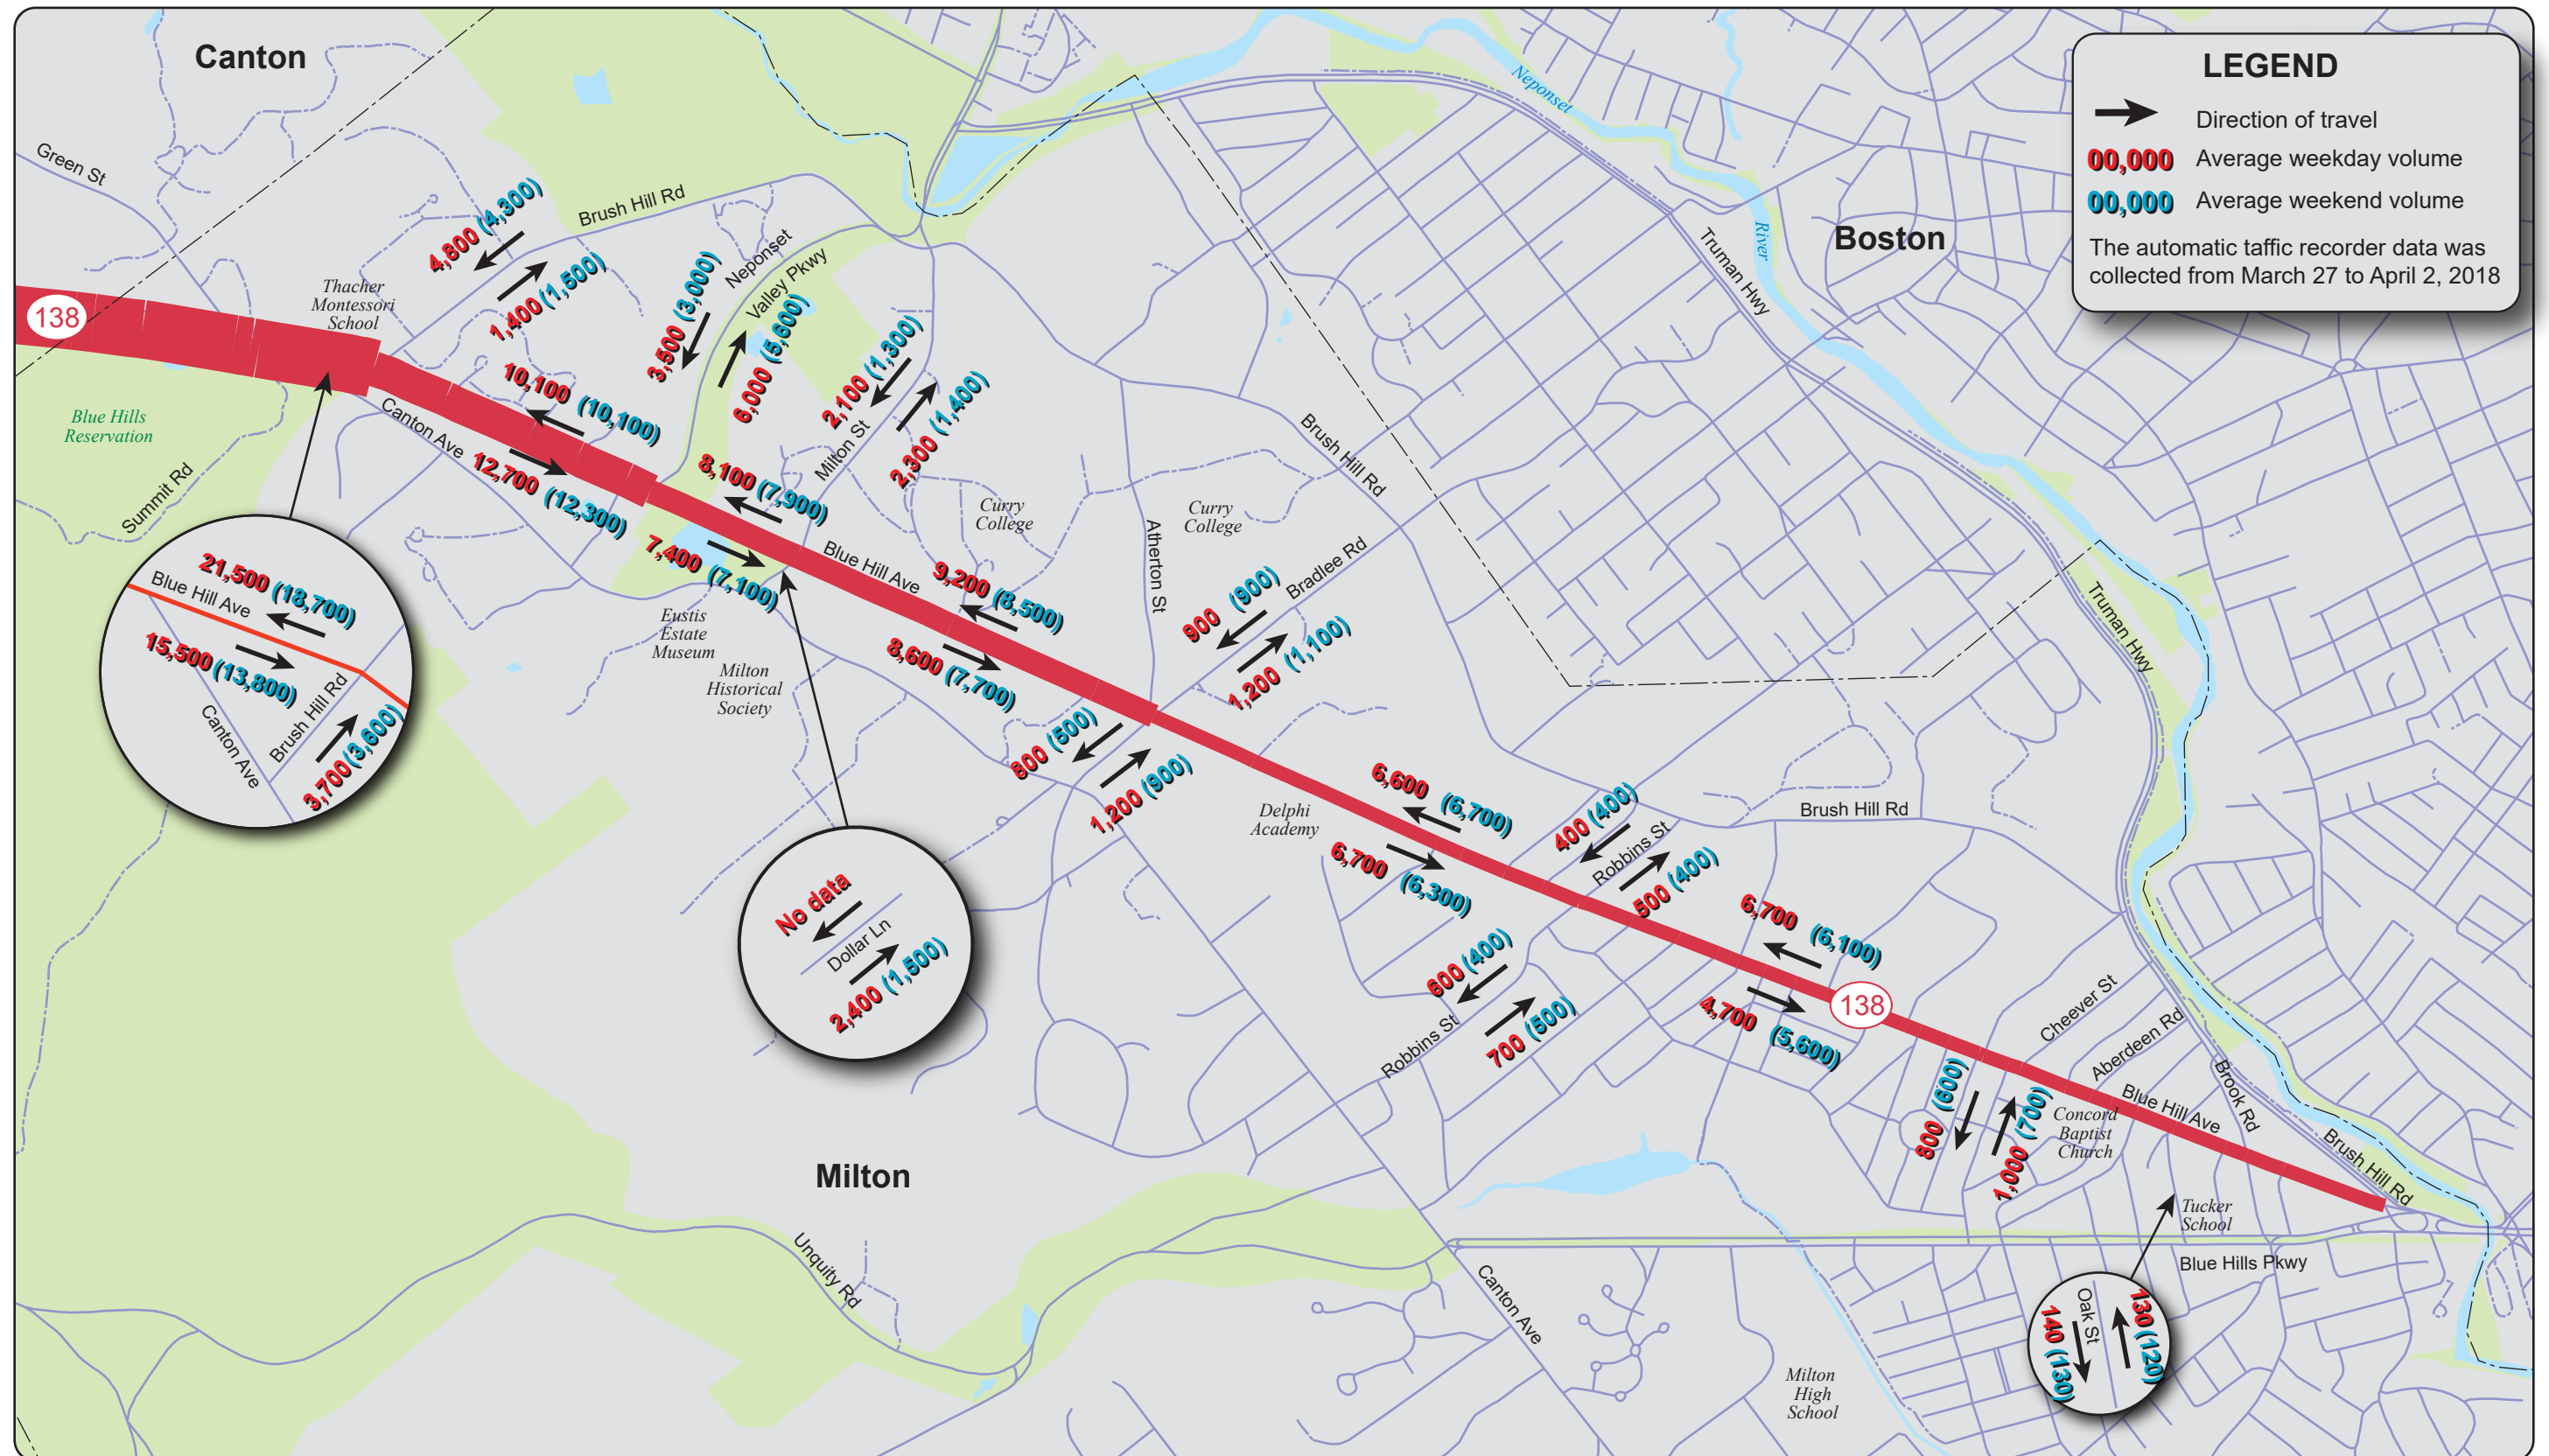 Canton
Green St
138
Blue Hills
Reservation
Summit Rd
Thacher
Montessori
School
4,800 (4,300)
Brush Hill Rd
1,400 (1,500)
3,500 (3,000)
Neponset
Valley Pkwy
6,000 (5,600)
2,100 (1,300)
Milton St
2,300 (1,400)
10,100 (10,100)
Canton Ave
12,700 (12,300)
8,100 (7,900)
7,400 (7,100)
Blue Hill Ave
9,200 (8,500)
8,600 (7,700)
Curry
College
Curry
College
Atherton St
Brush Hill Rd
Bradlee Rd
900 (900)
1,200 (1,100)
Eustis
Estate
Museum
Milton
Historical
Society
800 (500)
1,200 (900)
Delphi
Academy
6,600 (6,700)
6,700 (6,300)
400 (400)
Robbins St
500 (400)
Brush Hill Rd
600 (400)
Robbins St
700 (500)
6,700 (6,100)
4,700 (5,600)
138
Cheever St
Aberdeen Rd
Blue Hill Ave
Brook Rd
Brush Hill Rd
800 (600)
1,000 (700)
Concord
Baptist
Church
Tucker
School
Blue Hills Pkwy
Neponset
River
Boston
Truman Hwy
Truman Hwy
LEGEND
Direction of travel
00,000 Average weekday volume
00,000 Average weekend volume
The automatic taffic recorder data was
collected from March 27 to April 2, 2018
21,500 (18,700)
Blue Hill Ave
15,500 (13,800)
Canton Ave
Brush Hill Rd
3,700 (3,600)
No data
Dollar Ln
2,400 (1,500)
Milton
Unquity Rd
Canton Ave
Milton
High
School
140 (130)
Oak St
130 (120)